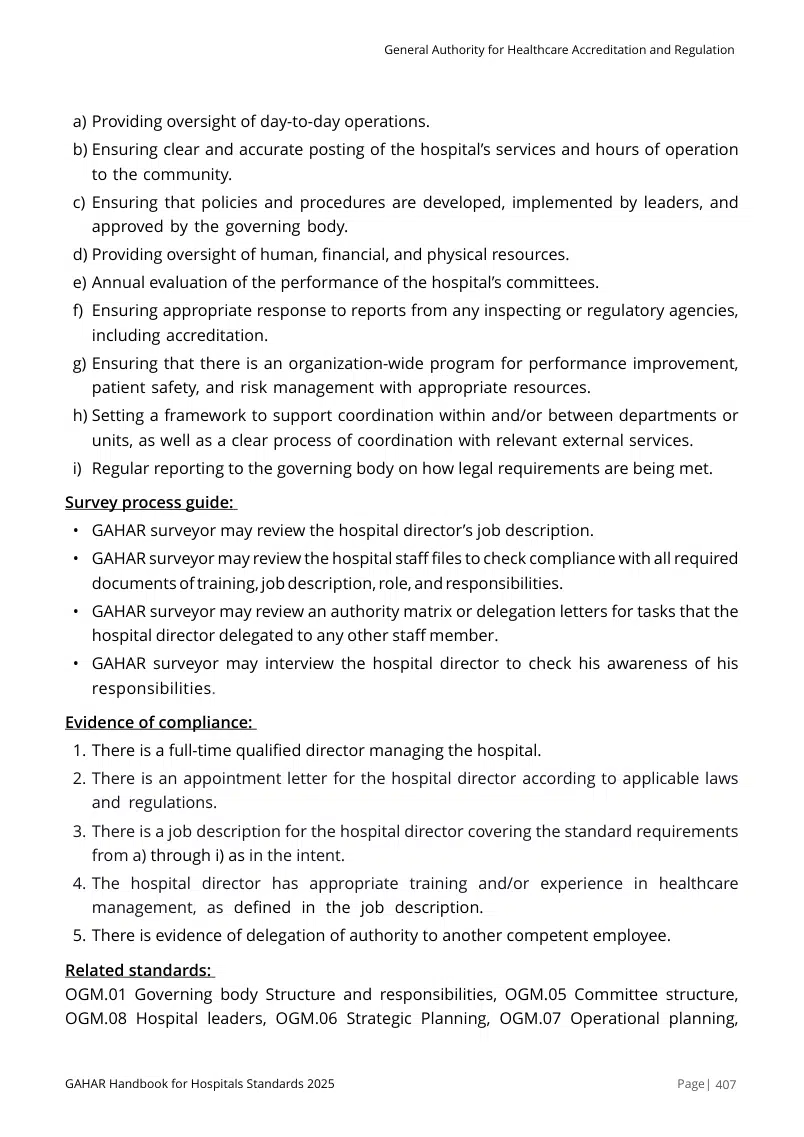 General Authority for Healthcare Accreditation and Regulation
a) Providing oversight of day-to-day operations.
b) Ensuring clear and accurate posting of the hospital’s services and hours of operation
to the community.
c) Ensuring that policies and procedures are developed, implemented by leaders, and
approved by the governing body.
d) Providing oversight of human, financial, and physical resources.
e) Annual evaluation of the performance of the hospital’s committees.
f) Ensuring appropriate response to reports from any inspecting or regulatory agencies,
including accreditation.
g) Ensuring that there is an organization-wide program for performance improvement,
patient safety, and risk management with appropriate resources.
h) Setting a framework to support coordination within and/or between departments or
units, as well as a clear process of coordination with relevant external services.
i) Regular reporting to the governing body on how legal requirements are being met.
Survey process guide:
• GAHAR surveyor may review the hospital director’s job description.
• GAHAR surveyor may review the hospital staff files to check compliance with all required
documents of training, job description, role, and responsibilities.
• GAHAR surveyor may review an authority matrix or delegation letters for tasks that the
hospital director delegated to any other staff member.
• GAHAR surveyor may interview the hospital director to check his awareness of his
responsibilities.
Evidence of compliance:
1. There is a full-time qualified director managing the hospital.
2. There is an appointment letter for the hospital director according to applicable laws
and regulations.
3. There is a job description for the hospital director covering the standard requirements
from a) through i) as in the intent.
4. The hospital director has appropriate training and/or experience in healthcare
management, as defined in the job description.
5. There is evidence of delegation of authority to another competent employee.
Related standards:
OGM.01 Governing body Structure and responsibilities, OGM.05 Committee structure,
OGM.08 Hospital leaders, OGM.06 Strategic Planning, OGM.07 Operational planning,
GAHAR Handbook for Hospitals Standards 2025
Page| 407